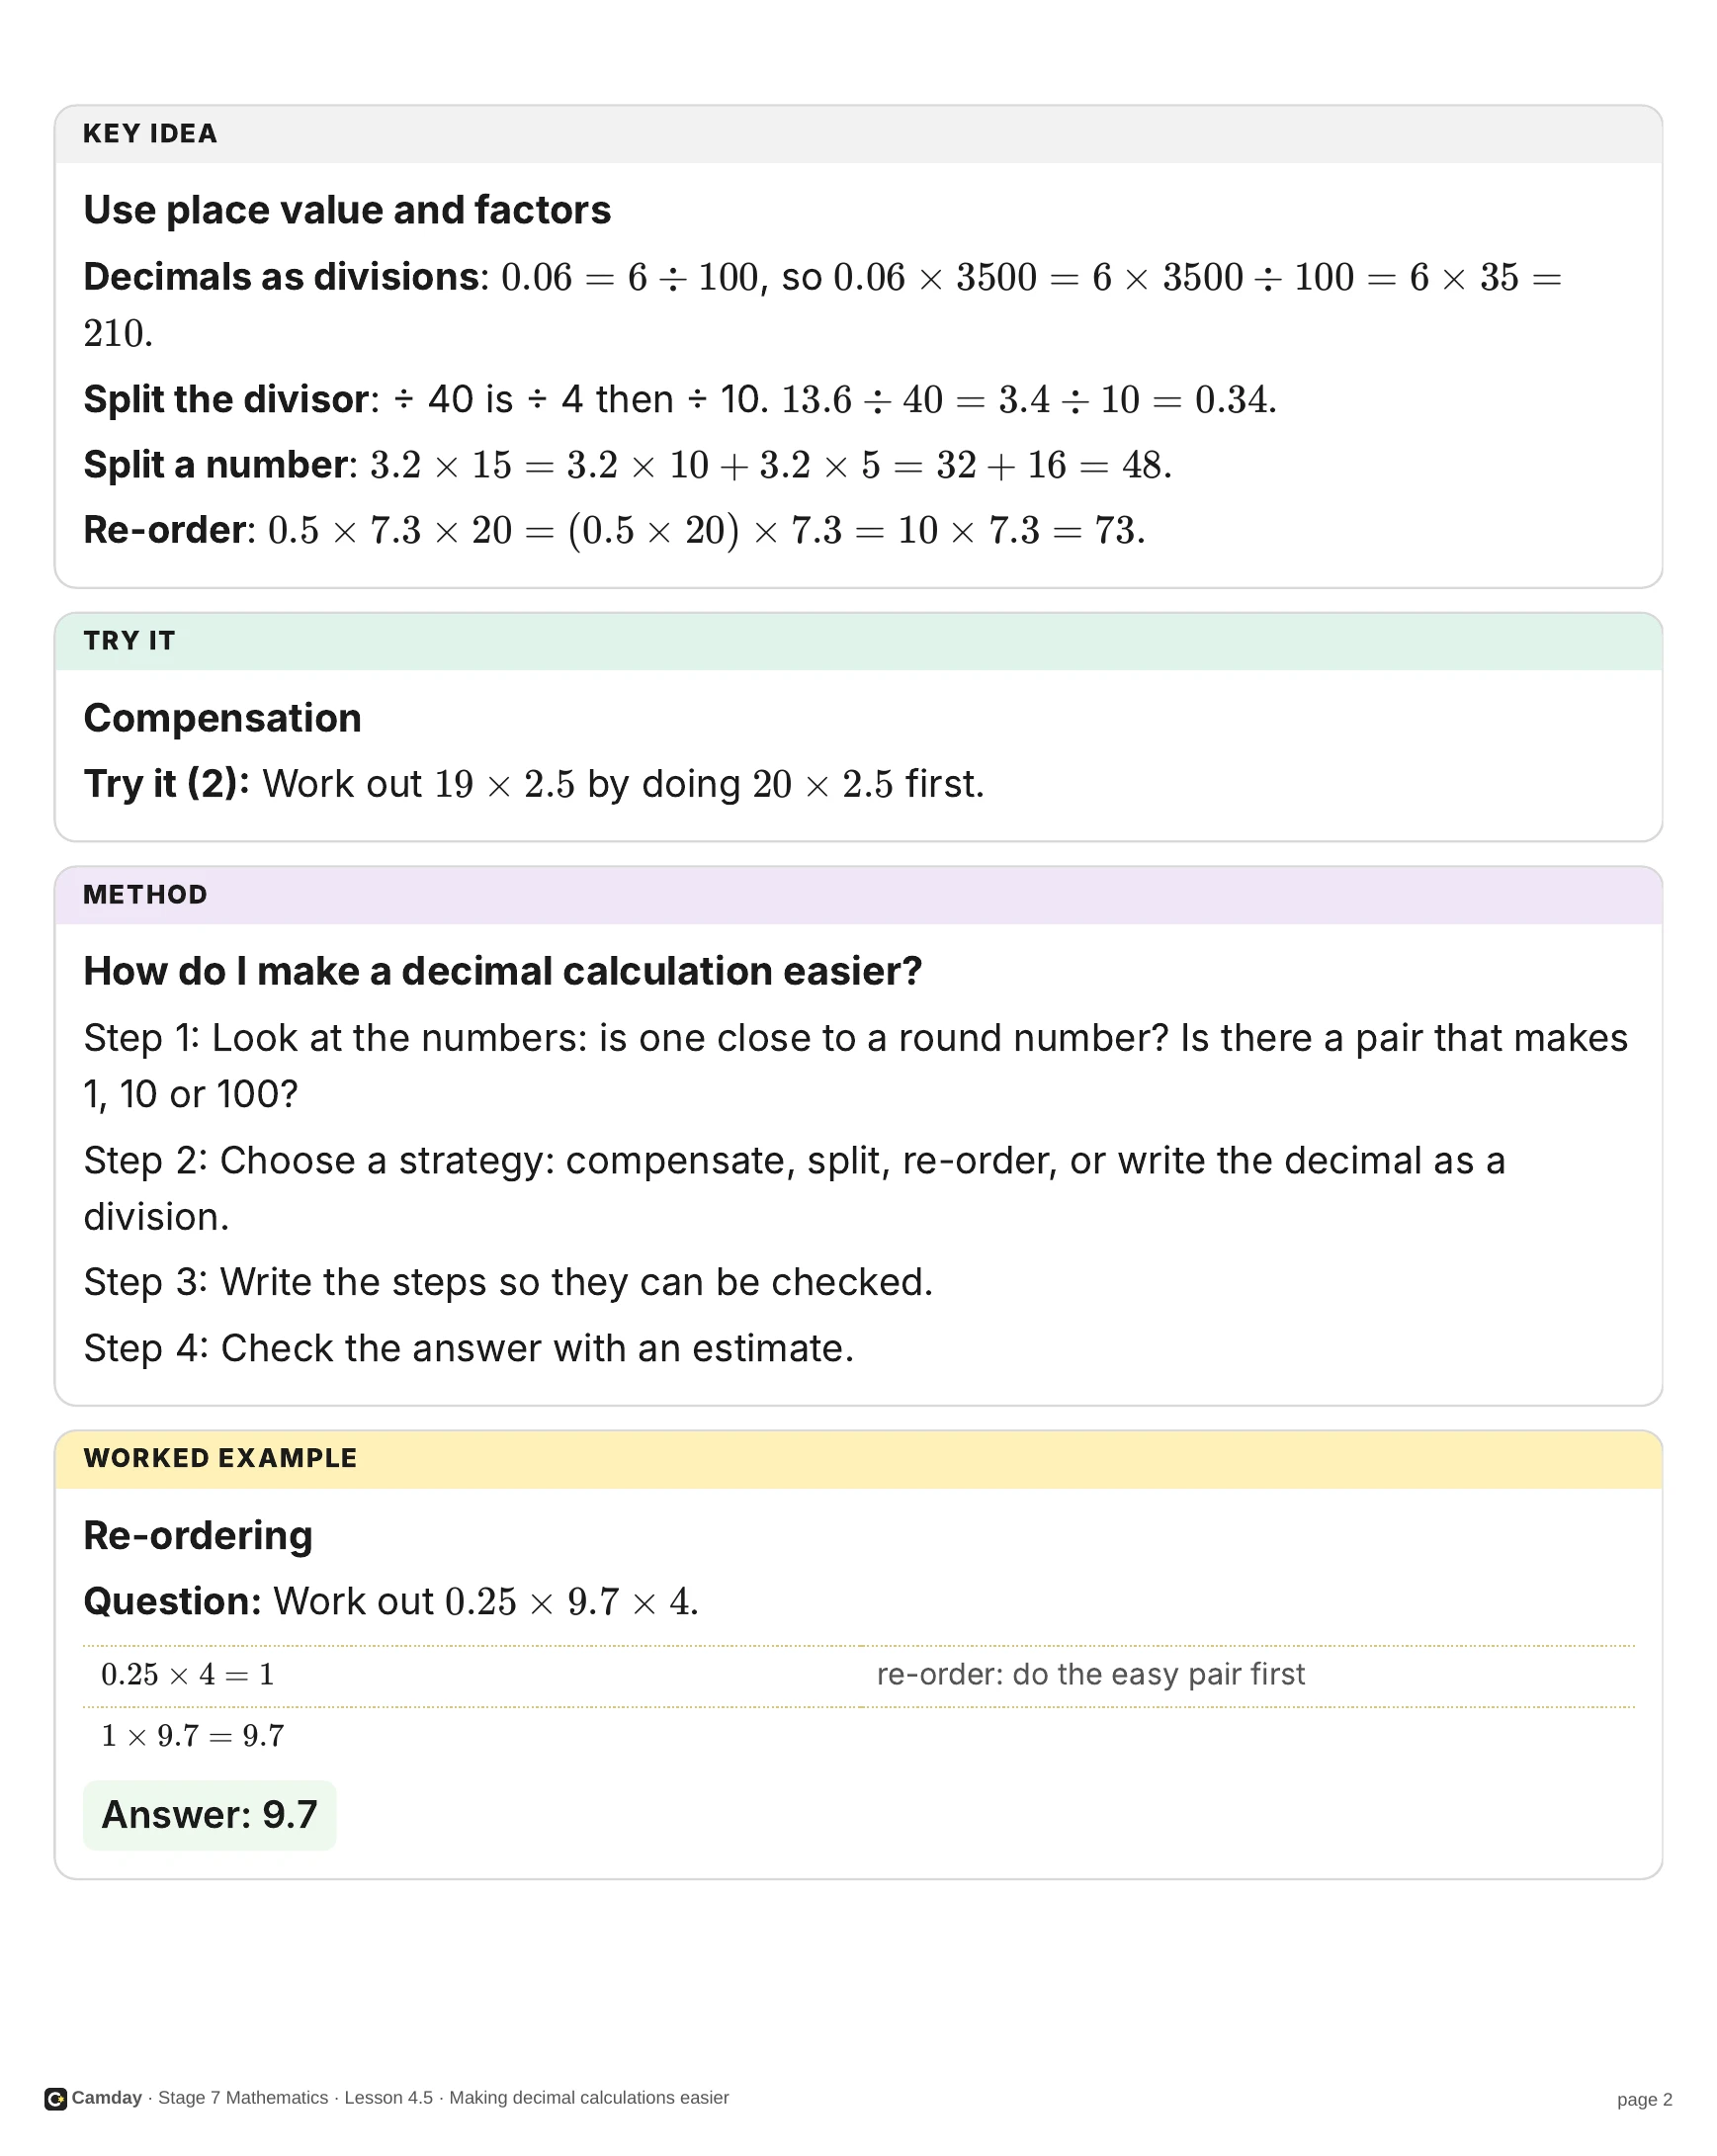 KEY IDEA
Use place value and factors
Decimals as divisions: 0.06 = 6 ÷ 100, so 0.06 × 3500 = 6 × 3500 ÷ 100 = 6 × 35 =
210.
Split the divisor: ÷ 40 is ÷ 4 then ÷ 10. 13.6 ÷ 40 = 3.4 ÷ 10 = 0.34.
Split a number: 3.2 × 15 = 3.2 × 10 + 3.2 × 5 = 32 + 16 = 48.
Re-order: 0.5 × 7.3 × 20 = (0.5 × 20) × 7.3 = 10 × 7.3 = 73.
TRY IT
Compensation
Try it (2): Work out 19 × 2.5 by doing 20 × 2.5 first.
METHOD
How do I make a decimal calculation easier?
Step 1: Look at the numbers: is one close to a round number? Is there a pair that makes
1, 10 or 100?
Step 2: Choose a strategy: compensate, split, re-order, or write the decimal as a
division.
Step 3: Write the steps so they can be checked.
Step 4: Check the answer with an estimate.
WORKED EXAMPLE
Re-ordering
Question: Work out 0.25 × 9.7 × 4.
0.25 × 4 = 1 re-order: do the easy pair first
1 × 9.7 = 9.7
Answer: 9.7
Camday · Stage 7 Mathematics · Lesson 4.5 · Making decimal calculations easier page 2